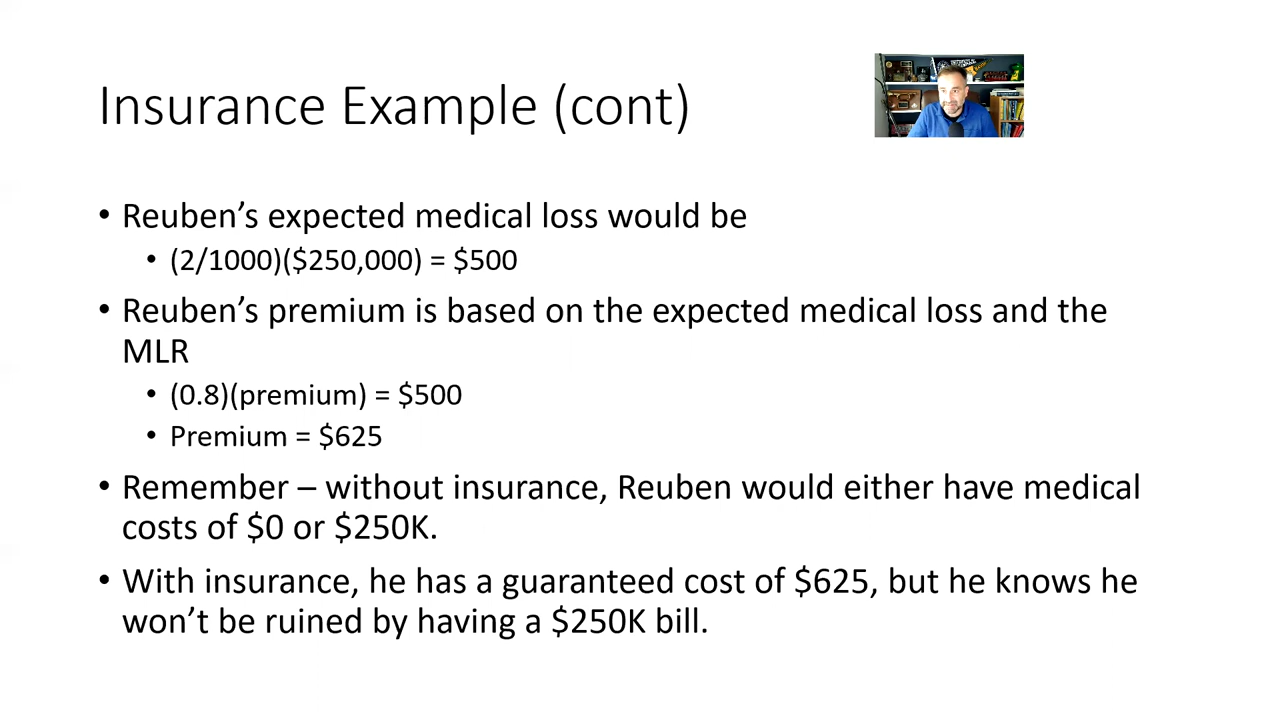 Insurance Example (cont)
• Reuben’s expected medical loss would be
• (2/1000)($250,000) = $500
• Reuben’s premium is based on the expected medical loss and the
MLR
• (0.8)(premium) = $500
• Premium = $625
• Remember – without insurance, Reuben would either have medical
costs of $0 or $250K.
• With insurance, he has a guaranteed cost of $625, but he knows he
won’t be ruined by having a $250K bill.